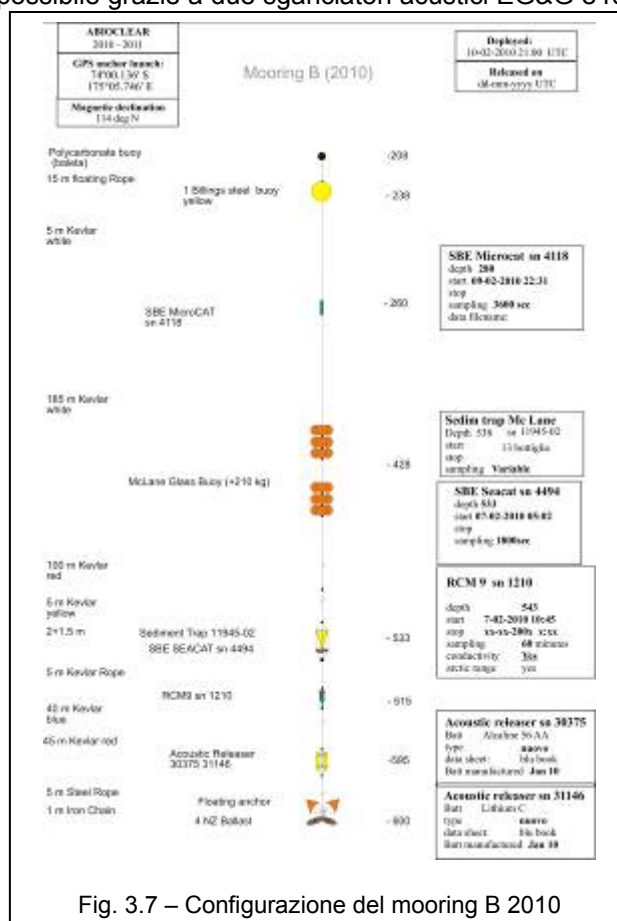 possibile grazie a due sganciatori acustici EG&G
ABIOCLEAR
2010 - 2011
GPS anchor launch:
74°00.136' S
175°05.746' E
Magnetic declination
114 deg N
Mooring B (2010)
Deployed:
10-02-2010 21:00 UTC
Released on
dd-mm-yyyy UTC
Polycarbonate buoy
(baleta)
-208
15 m floating Rope
1 Billings steel buoy
yellow
- 238
5 m Kevlar
white
SBE MicroCAT
sn 4118
- 260
SBE Microcat sn 4118
depth 260
start 09-02-2010 22:31
stop
sampling 3600 sec
data filename:
185 m Kevlar
white
McLane Glass Buoy (+210 kg)
- 428
Sedim trap Mc Lane
Depth 538 sn 11945-02
start 13 bottiglie
stop
sampling Variable
SBE Seacat sn 4494
depth 533
start 07-02-2010 05:02
stop
sampling 1800sec
100 m Kevlar
red
5 m Kevlar
yellow
2+1.5 m
Sediment Trap 11945-02
SBE SEACAT sn 4494
- 533
RCM 9 sn 1210
depth 543
start 7-02-2010 10:45
stop xx-xx-200x x:xx
sampling 60 minutes
conductivity Yes
arctic range yes
5 m Kevlar Rope
RCM9 sn 1210
40 m Kevlar
blue
45 m Kevlar red
Acoustic Releaser
30375 31146
Acoustic releaser sn 30375
Batt Alcaline 56 AA
type nuovo
data sheet: blu book
Batt manufactured Jan 10
5 m Steel Rope
1 m Iron Chain
Floating anchor
4 NZ Ballast
- 600
Acoustic releaser sn 31146
Batt Lithium C
type nuovo
data sheet blu book
Batt manufactured Jan 10
Fig. 3.7 – Configurazione del mooring B 2010